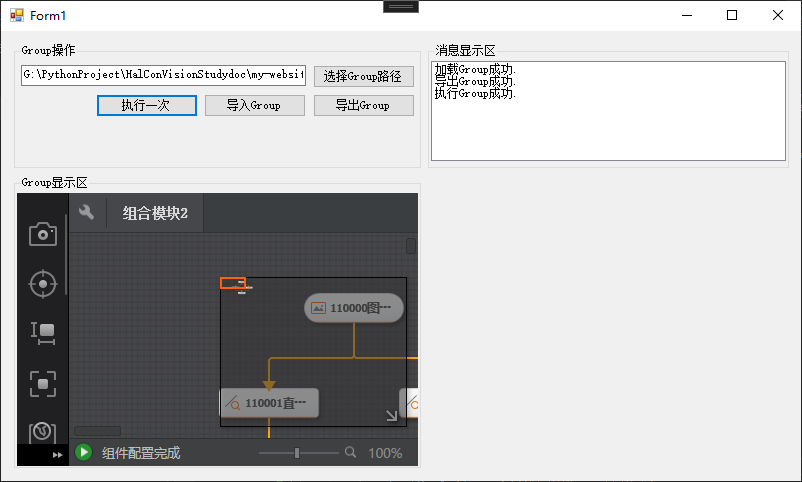 Form1
Group操作
G:\PythonProject\HalConVisionStudydoc\my-websit
选择Group路径
执行一次
导入Group
导出Group
消息显示区
加载Group成功.
导出Group成功.
执行Group成功.
Group显示区
组合模块2
110000图···
110001直···
组件配置完成
100%